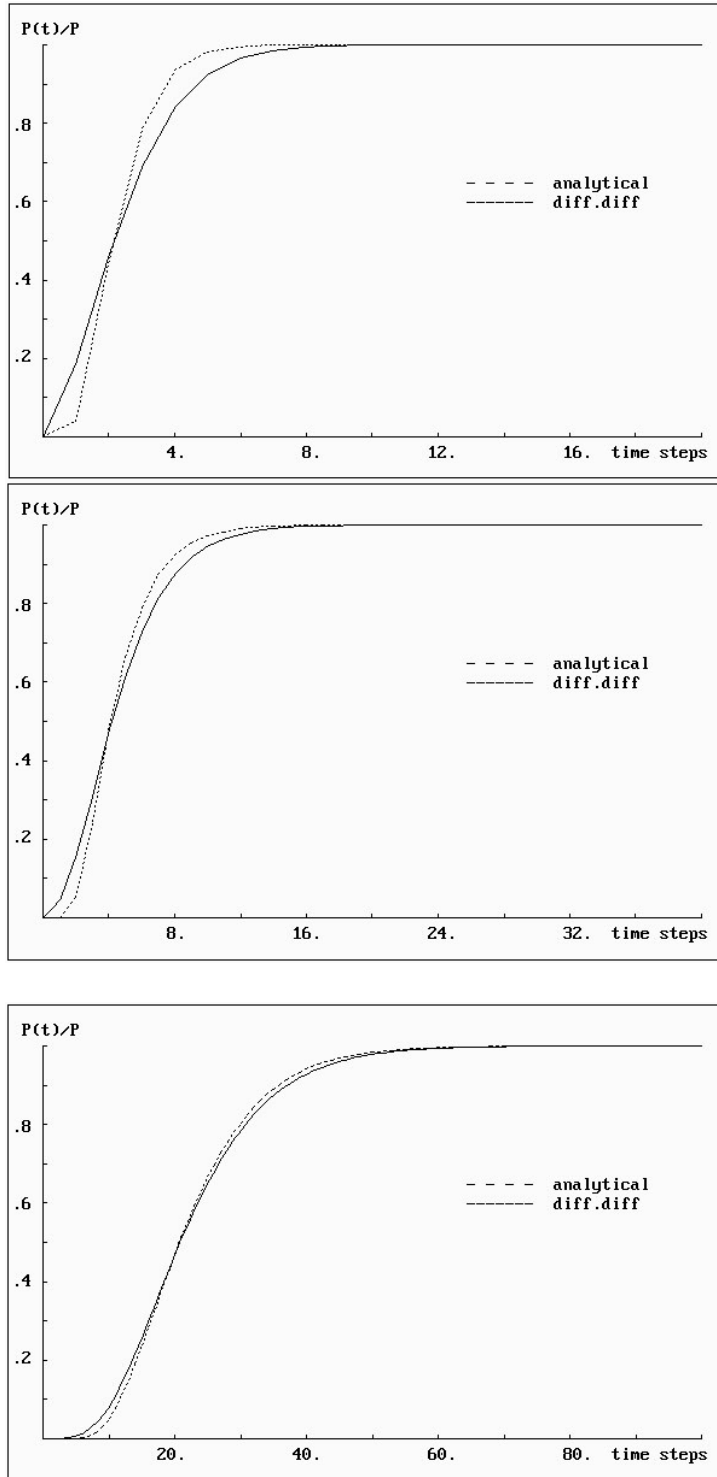 P(t)/P
.8
analytical
.6
diff.diff
.4
.2
4. 8. 12. 16. time steps
P(t)/P
.8
analytical
.6
diff.diff
.4
.2
8. 16. 24. 32. time steps
P(t)/P
.8
analytical
.6
diff.diff
.4
.2
20. 40. 60. 80. time steps